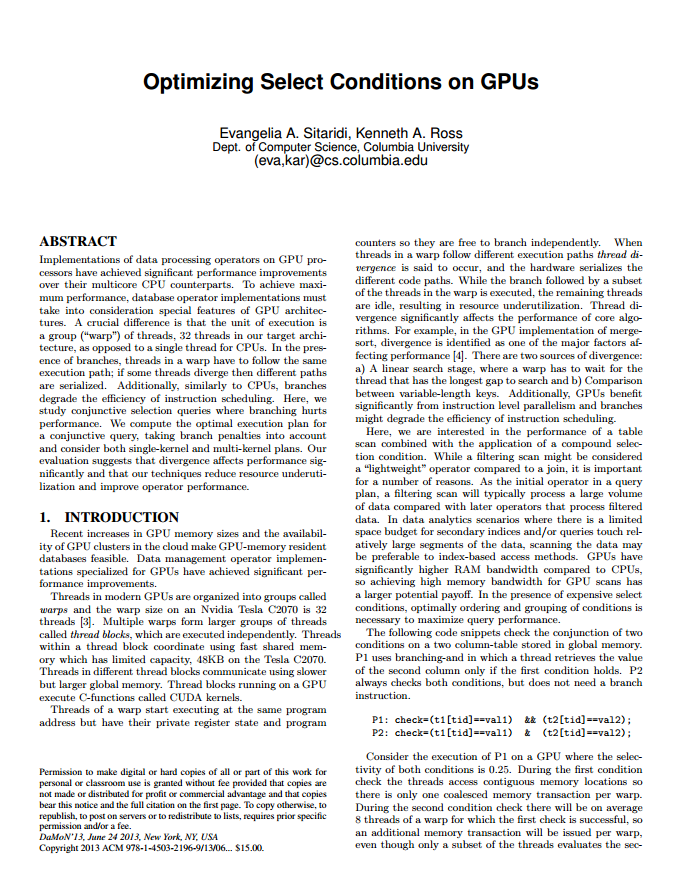 Optimizing Select Conditions on GPUs
Evangelia A. Sitaridi, Kenneth A. Ross
Dept. of Computer Science, Columbia University
(eva,kar)@cs.columbia.edu
ABSTRACT
Implementations of data processing operators on GPU pro-
cessors have achieved significant performance improvements
over their multicore CPU counterparts. To achieve maxi-
mum performance, database operator implementations must
take into consideration special features of GPU architec-
tures. A crucial difference is that the unit of execution is
a group (“warp”) of threads, 32 threads in our target archi-
tecture, as opposed to a single thread for CPUs. In the pres-
ence of branches, threads in a warp have to follow the same
execution path; if some threads diverge then different paths
are serialized. Additionally, similarly to CPUs, branches
degrade the efficiency of instruction scheduling. Here, we
study conjunctive selection queries where branching hurts
performance. We compute the optimal execution plan for
a conjunctive query, taking branch penalties into account
and consider both single-kernel and multi-kernel plans. Our
evaluation suggests that divergence affects performance sig-
nificantly and that our techniques reduce resource underuti-
lization and improve operator performance.
1. INTRODUCTION
Recent increases in GPU memory sizes and the availabil-
ity of GPU clusters in the cloud make GPU-memory resident
databases feasible. Data management operator implemen-
tations specialized for GPUs have achieved significant per-
formance improvements.
Threads in modern GPUs are organized into groups called
warps and the warp size on an Nvidia Tesla C2070 is 32
threads [3]. Multiple warps form larger groups of threads
called thread blocks, which are executed independently. Threads
within a thread block coordinate using fast shared mem-
ory which has limited capacity, 48KB on the Tesla C2070.
Threads in different thread blocks communicate using slower
but larger global memory. Thread blocks running on a GPU
execute C-functions called CUDA kernels.
Threads of a warp start executing at the same program
address but have their private register state and program
Permission to make digital or hard copies of all or part of this work for
personal or classroom use is granted without fee provided that copies are
not made or distributed for profit or commercial advantage and that copies
bear this notice and the full citation on the first page. To copy otherwise, to
republish, to post on servers or to redistribute to lists, requires prior specific
permission and/or a fee.
DaMoN'13, June 24 2013, New York, NY, USA
Copyright 2013 ACM 978-1-4503-2196-9/13/06... $15.00.
counters so they are free to branch independently. When
threads in a warp follow different execution paths thread di-
vergence is said to occur, and the hardware serializes the
different code paths. While the branch followed by a subset
of the threads in the warp is executed, the remaining threads
are idle, resulting in resource underutilization. Thread di-
vergence significantly affects the performance of core algo-
rithms. For example, in the GPU implementation of merge-
sort, divergence is identified as one of the major factors af-
fecting performance [4]. There are two sources of divergence:
a) A linear search stage, where a warp has to wait for the
thread that has the longest gap to search and b) Comparison
between variable-length keys. Additionally, GPUs benefit
significantly from instruction level parallelism and branches
might degrade the efficiency of instruction scheduling.
Here, we are interested in the performance of a table
scan combined with the application of a compound selec-
tion condition. While a filtering scan might be considered
a “lightweight” operator compared to a join, it is important
for a number of reasons. As the initial operator in a query
plan, a filtering scan will typically process a large volume
of data compared with later operators that process filtered
data. In data analytics scenarios where there is a limited
space budget for secondary indices and/or queries touch rel-
atively large segments of the data, scanning the data may
be preferable to index-based access methods. GPUs have
significantly higher RAM bandwidth compared to CPUs,
so achieving high memory bandwidth for GPU scans has
a larger potential payoff. In the presence of expensive select
conditions, optimally ordering and grouping of conditions is
necessary to maximize query performance.
The following code snippets check the conjunction of two
conditions on a two column-table stored in global memory.
P1 uses branching-and in which a thread retrieves the value
of the second column only if the first condition holds. P2
always checks both conditions, but does not need a branch
instruction.
P1: check=(t1[tid]==val1) && (t2[tid]==val2);
P2: check=(t1[tid]==val1) & (t2[tid]==val2);
Consider the execution of P1 on a GPU where the selec-
tivity of both conditions is 0.25. During the first condition
check the threads access contiguous memory locations so
there is only one coalesced memory transaction per warp.
During the second condition check there will be on average
8 threads of a warp for which the first check is successful, so
an additional memory transaction will be issued per warp,
even though only a subset of the threads evaluates the sec-